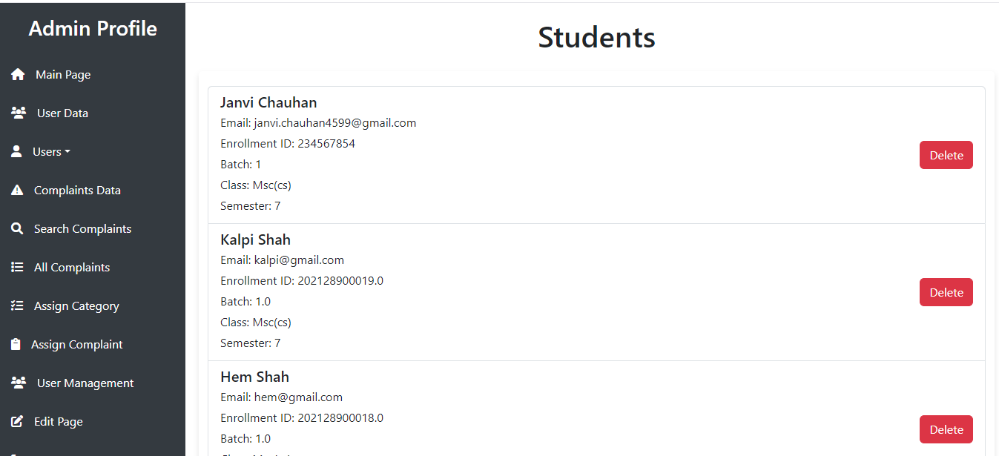 Admin Profile
Main Page
User Data
Users
Complaints Data
Search Complaints
All Complaints
Assign Category
Assign Complaint
User Management
Edit Page
Students
Janvi Chauhan
Email: janvi.chauhan4599@gmail.com
Enrollment ID: 234567854
Batch: 1
Class: Msc(cs)
Semester: 7
Delete
Kalpi Shah
Email: kalpi@gmail.com
Enrollment ID: 202128900019.0
Batch: 1.0
Class: Msc(cs)
Semester: 7
Delete
Hem Shah
Email: hem@gmail.com
Enrollment ID: 202128900018.0
Batch: 1.0
Delete